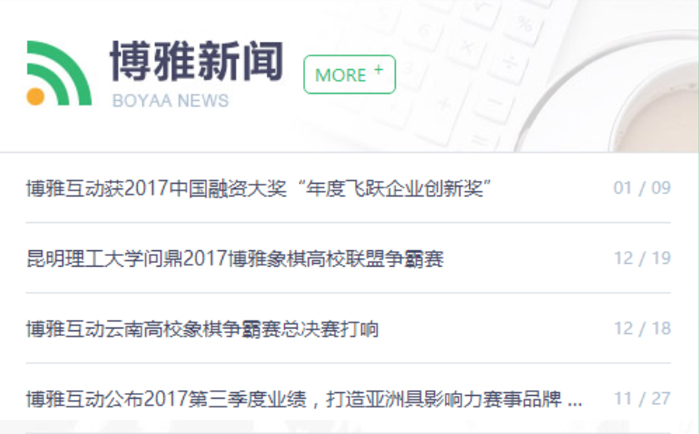 博雅新闻
MORE +
BOYAA NEWS
博雅互动获2017中国融资大奖“年度飞跃企业创新奖” 01 / 09
昆明理工大学问鼎2017博雅象棋高校联盟争霸赛 12 / 19
博雅互动云南高校象棋争霸赛总决赛打响 12 / 18
博雅互动公布2017第三季度业绩，打造亚洲具影响力赛事品牌 ... 11 / 27